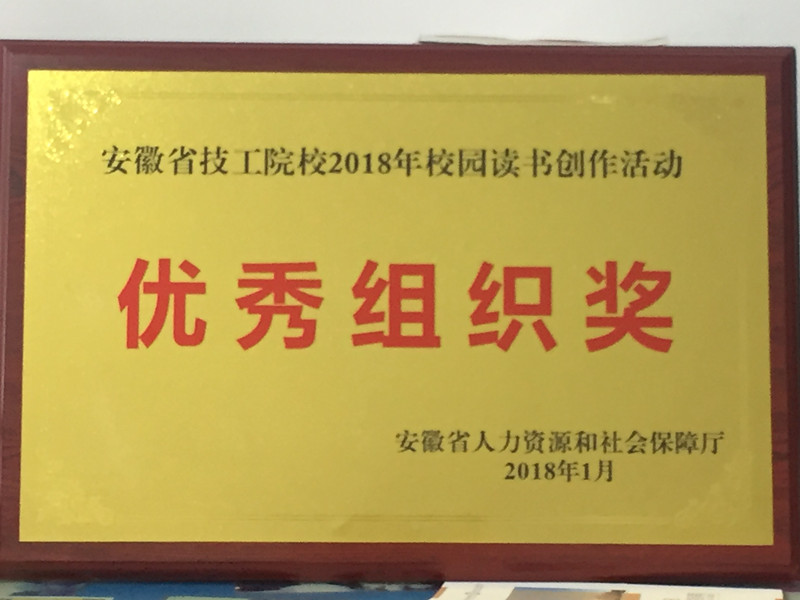 安徽省技工院校2018年校园读书创作活动
优秀组织奖
安徽省人力资源和社会保障厅
2018年1月